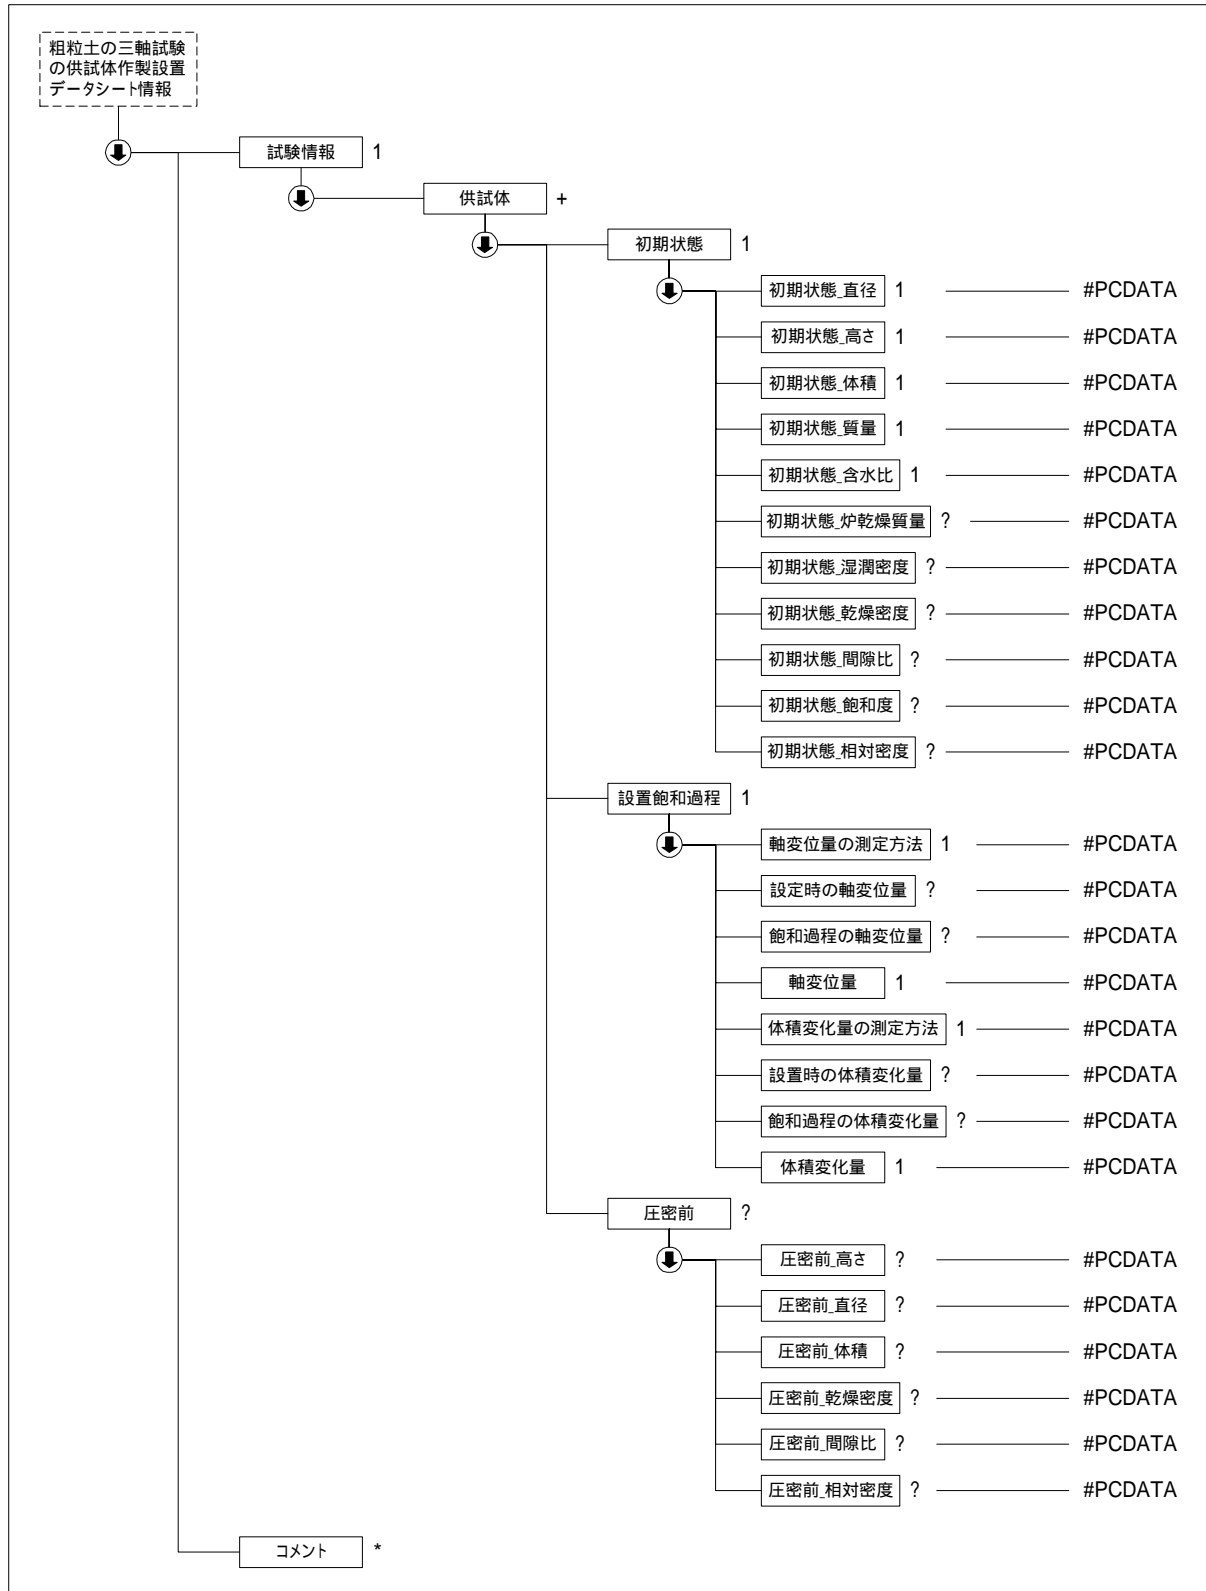 粗粒土の三軸試験
の供試体作製設置
データシート情報
試験情報 1
供試体 +
初期状態 1
初期状態_直径 1 #PCDATA
初期状態_高さ 1 #PCDATA
初期状態_体積 1 #PCDATA
初期状態_質量 1 #PCDATA
初期状態_含水比 1 #PCDATA
初期状態_炉乾燥質量 ? #PCDATA
初期状態_湿潤密度 ? #PCDATA
初期状態_乾燥密度 ? #PCDATA
初期状態_間隙比 ? #PCDATA
初期状態_飽和度 ? #PCDATA
初期状態_相対密度 ? #PCDATA
設置飽和過程 1
軸変位量の測定方法 1 #PCDATA
設定時の軸変位量 ? #PCDATA
飽和過程の軸変位量 ? #PCDATA
軸変位量 1 #PCDATA
体積変化量の測定方法 1 #PCDATA
設置時の体積変化量 ? #PCDATA
飽和過程の体積変化量 ? #PCDATA
体積変化量 1 #PCDATA
圧密前 ?
圧密前_高さ ? #PCDATA
圧密前_直径 ? #PCDATA
圧密前_体積 ? #PCDATA
圧密前_乾燥密度 ? #PCDATA
圧密前_間隙比 ? #PCDATA
圧密前_相対密度 ? #PCDATA
コメント *